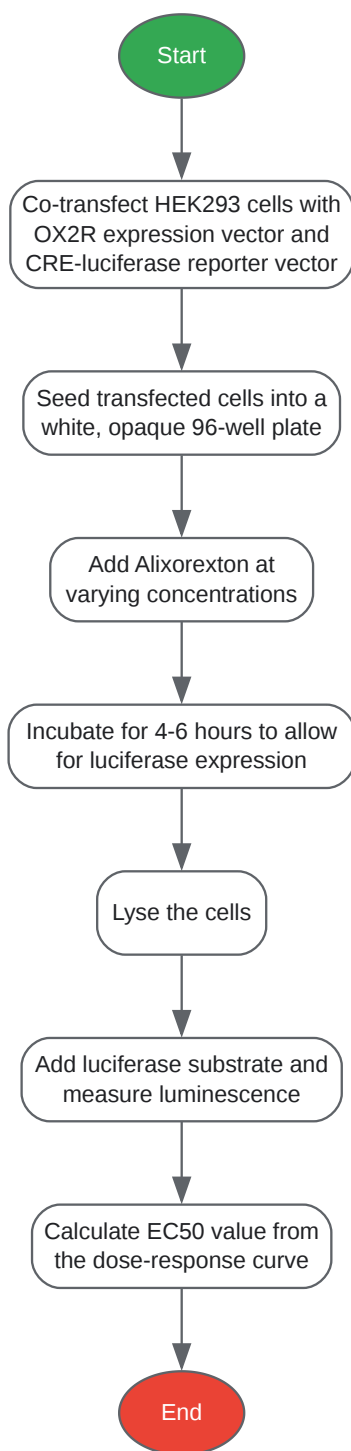 Start
Co-transfect HEK293 cells with
OX2R expression vector and
CRE-luciferase reporter vector
Seed transfected cells into a
white, opaque 96-well plate
Add Alixorexton at
varying concentrations
Incubate for 4-6 hours to allow
for luciferase expression
Lyse the cells
Add luciferase substrate and
measure luminescence
Calculate EC50 value from
the dose-response curve
End